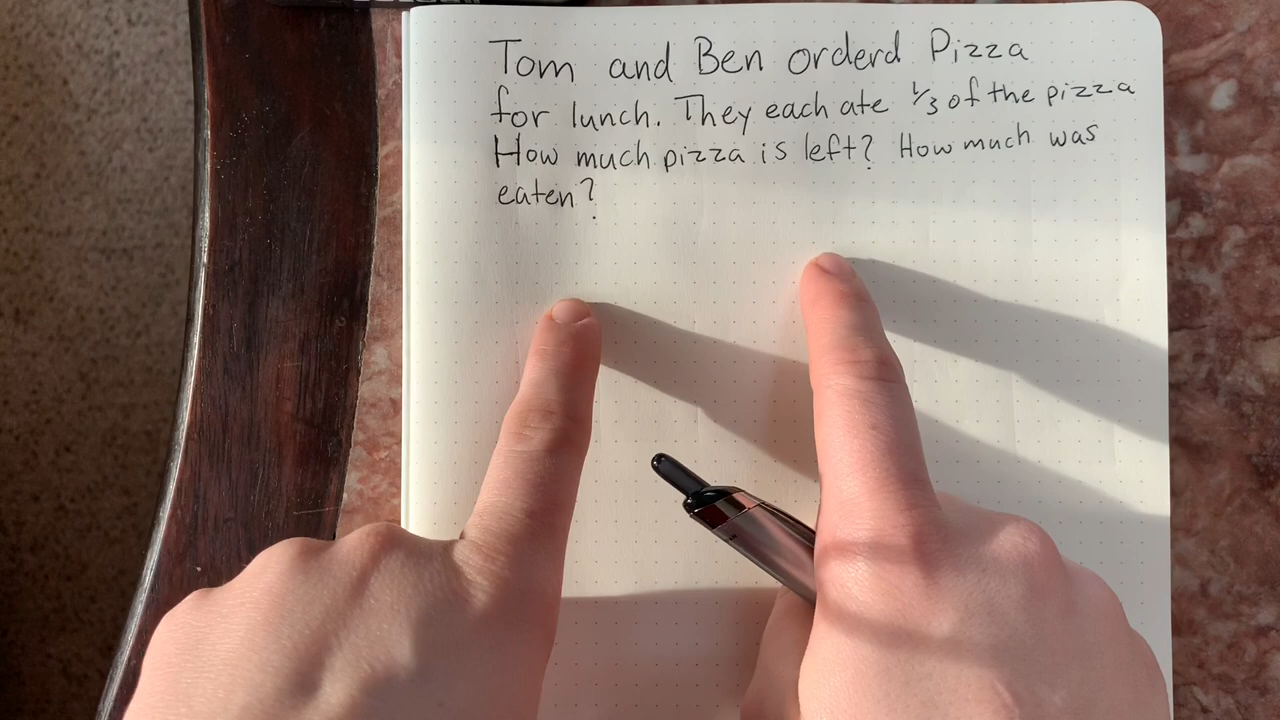 Tom and Ben orderd Pizza
for lunch. They each ate 1/3 of the pizza
How much pizza is left? How much was
eaten?